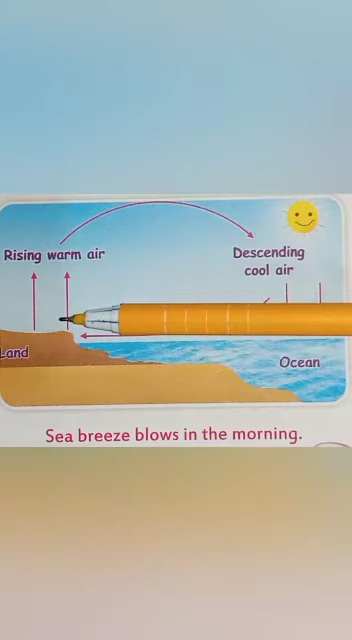 Rising warm air
Descending
cool air
Land
Ocean
Sea breeze blows in the morning.